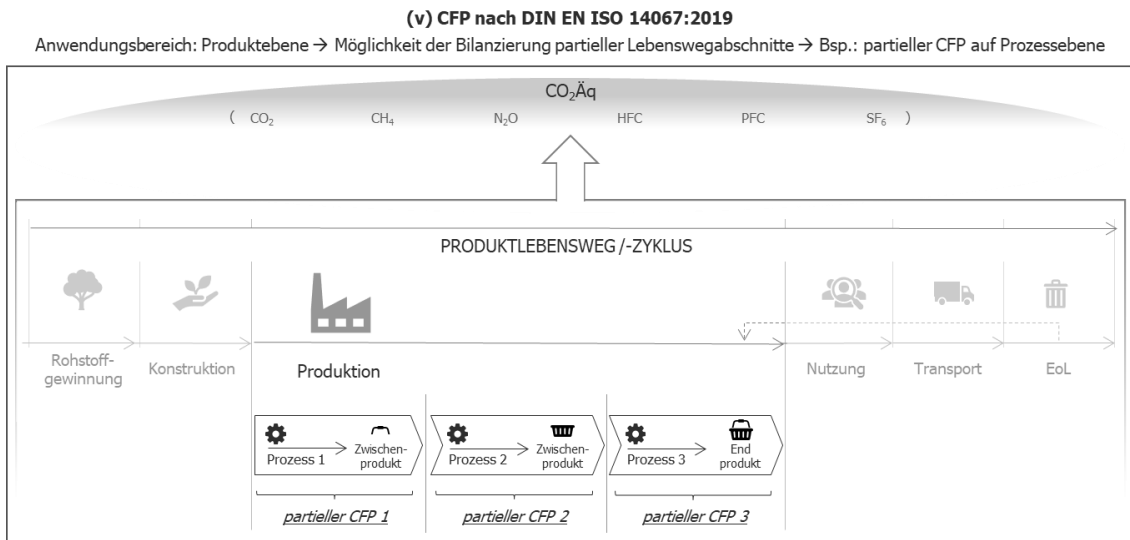 (v) CFP nach DIN EN ISO 14067:2019
Anwendungsbereich: Produktebene → Möglichkeit der Bilanzierung partieller Lebenswegabschnitte → Bsp.: partieller CFP auf Prozessebene
CO₂Äq
( CO₂ CH₄ N₂O HFC PFC SF₆ )
PRODUKTLEBENSWEG /-ZYKLUS
Rohstoff-
gewinnung
Konstruktion
Produktion
Nutzung
Transport
EoL
Prozess 1
Zwischen-
produkt
Prozess 2
Zwischen-
produkt
Prozess 3
End
produkt
partieller CFP 1
partieller CFP 2
partieller CFP 3